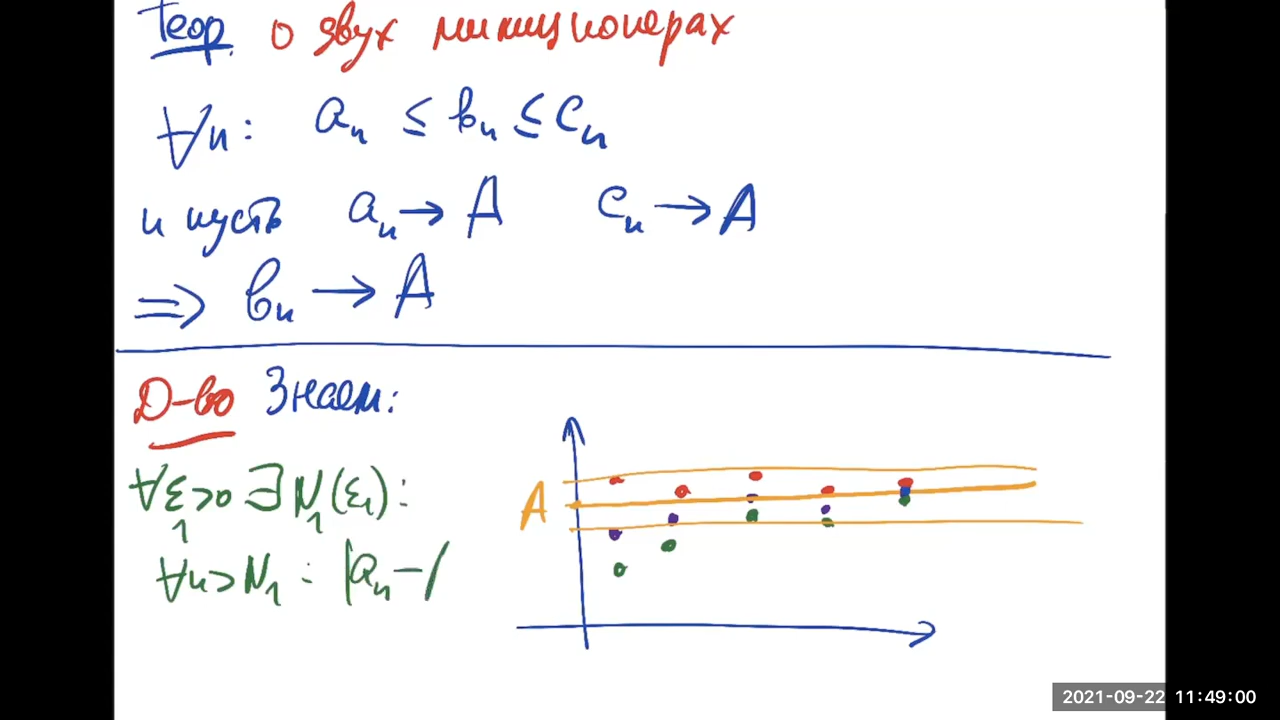 Теор. о двух милиционерах
∀n: aₙ ≤ bₙ ≤ cₙ
и пусть aₙ → A cₙ → A
=> bₙ → A
Д-во Знаем:
∀ε₁>0 ∃N₁(ε₁):
∀n>N₁: |aₙ-/
A
2021-09-22 11:49:00